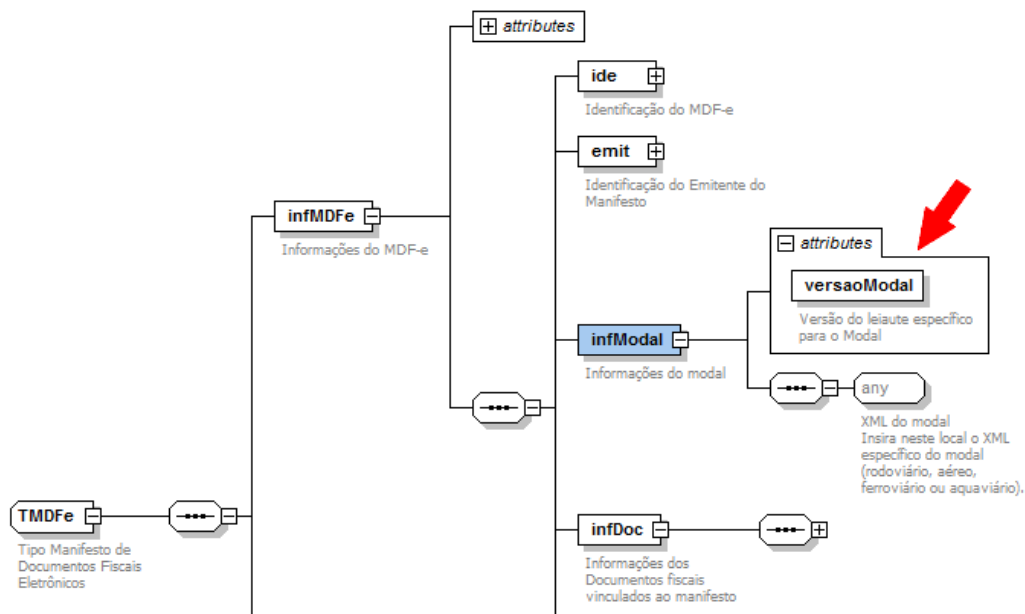 attributes
ide
Identificação do MDF-e
emit
Identificação do Emitente do
Manifesto
infMDFe
Informações do MDF-e
attributes
versaoModal
Versão do leiaute específico
para o Modal
infModal
Informações do modal
any
XML do modal
Insira neste local o XML
específico do modal
(rodoviário, aéreo,
ferroviário ou aquaviário).
TMDFe
Tipo Manifesto de
Documentos Fiscais
Eletrônicos
infDoc
Informações dos
Documentos fiscais
vinculados ao manifesto